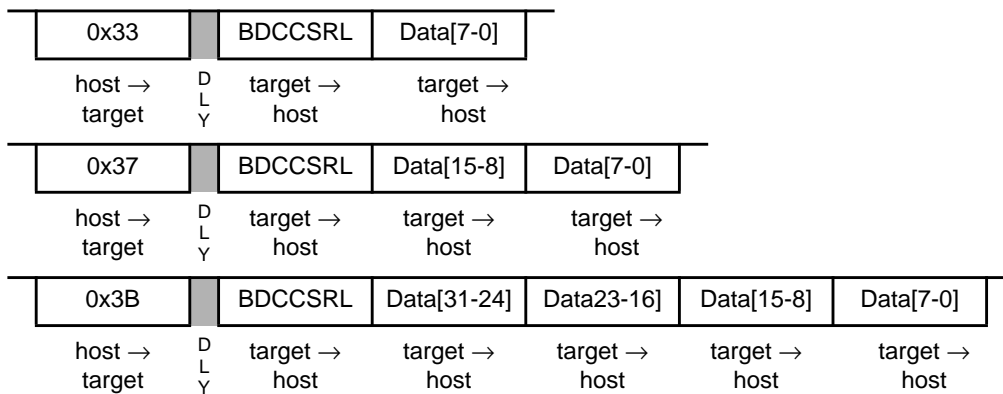 0x33 BDCCSRL Data[7-0]
host → D target → target →
target L host host
Y
0x37 BDCCSRL Data[15-8] Data[7-0]
host → D target → target → target →
target L host host host
Y
0x3B BDCCSRL Data[31-24] Data23-16] Data[15-8] Data[7-0]
host → D target → target → target → target → target →
target L host host host host host
Y